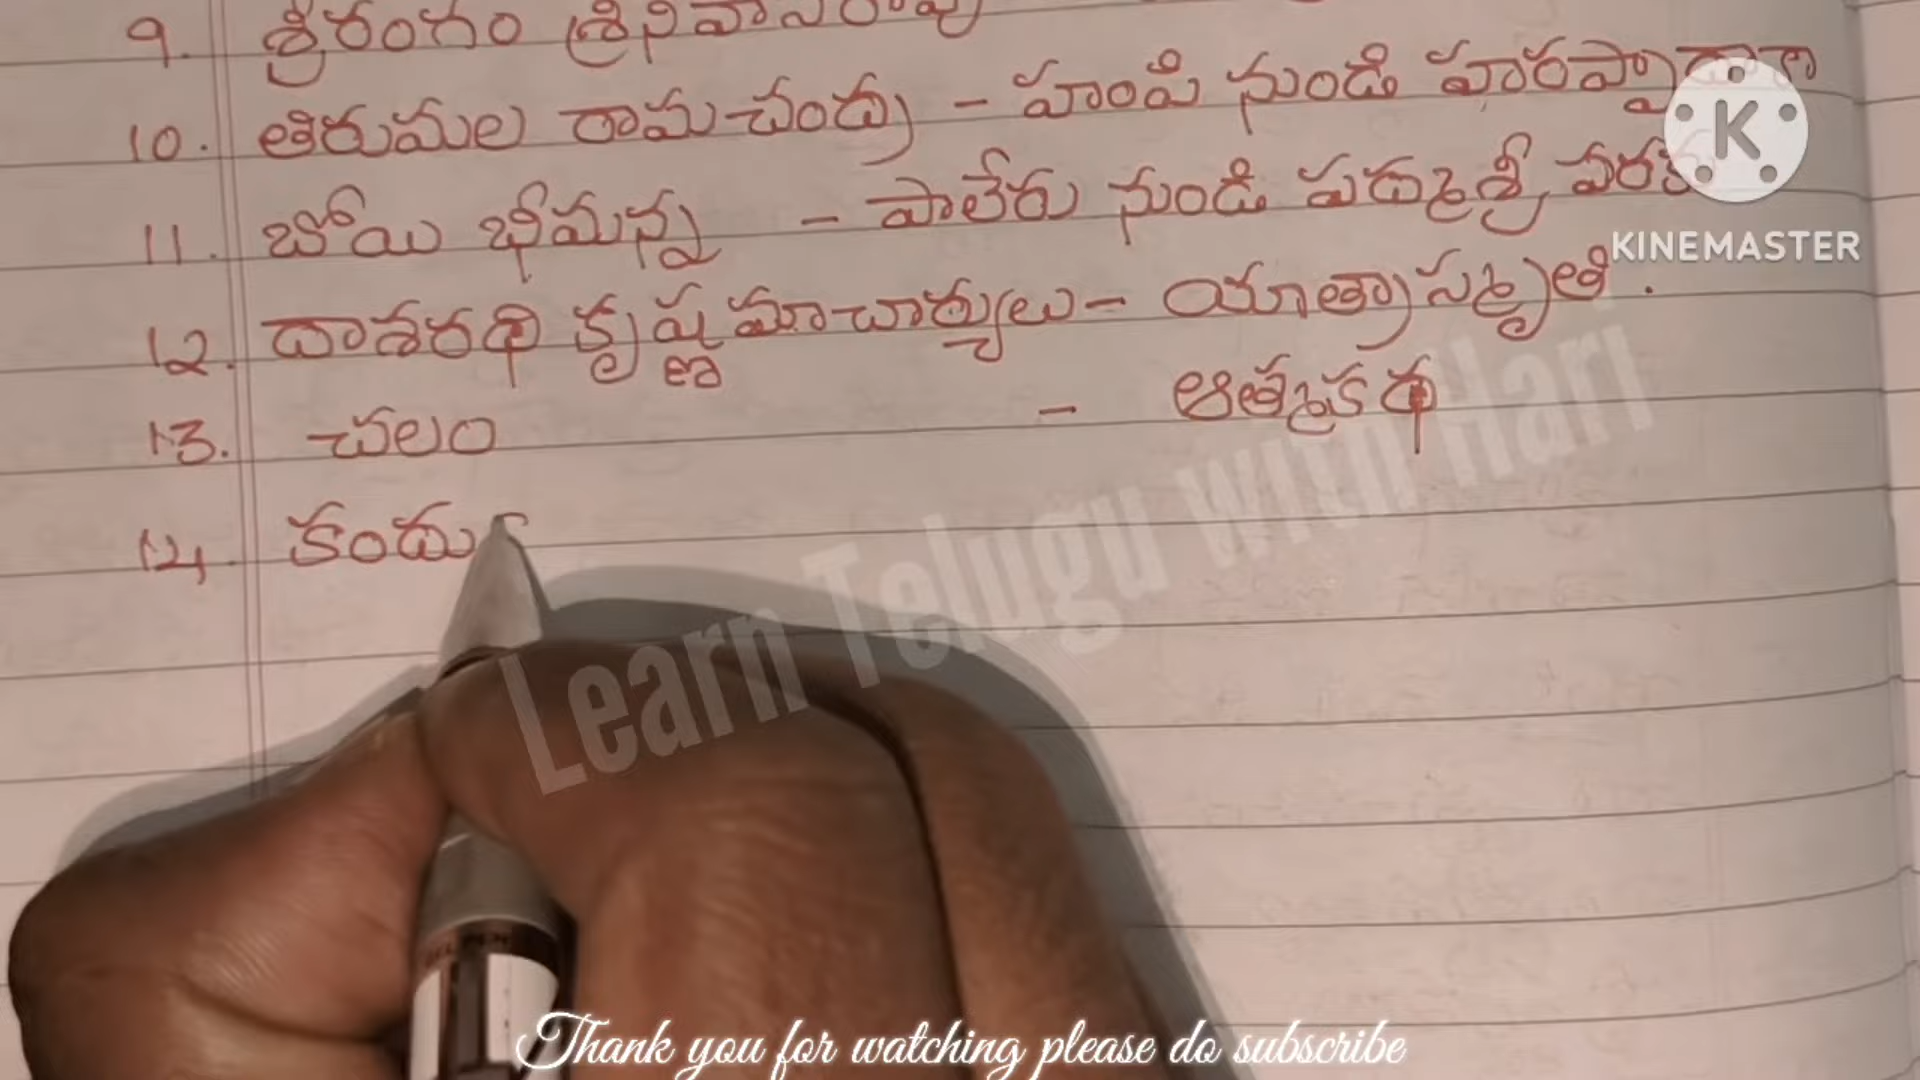 9. శ్రీరంగం శ్రీనివాసరావు
10. తిరుమల రామచంద్ర - హంపి నుండి హరప్పాదాకా
11. బోయి భీమన్న - పాలేరు నుండి పద్మశ్రీ వరకు
12. దాశరథి కృష్ణమాచార్యులు - యాత్రాస్మృతి.
13. చలం - ఆత్మకథ
14. కందు
K
KINEMASTER
Learn Telugu with Hari
Thank you for watching please do subscribe